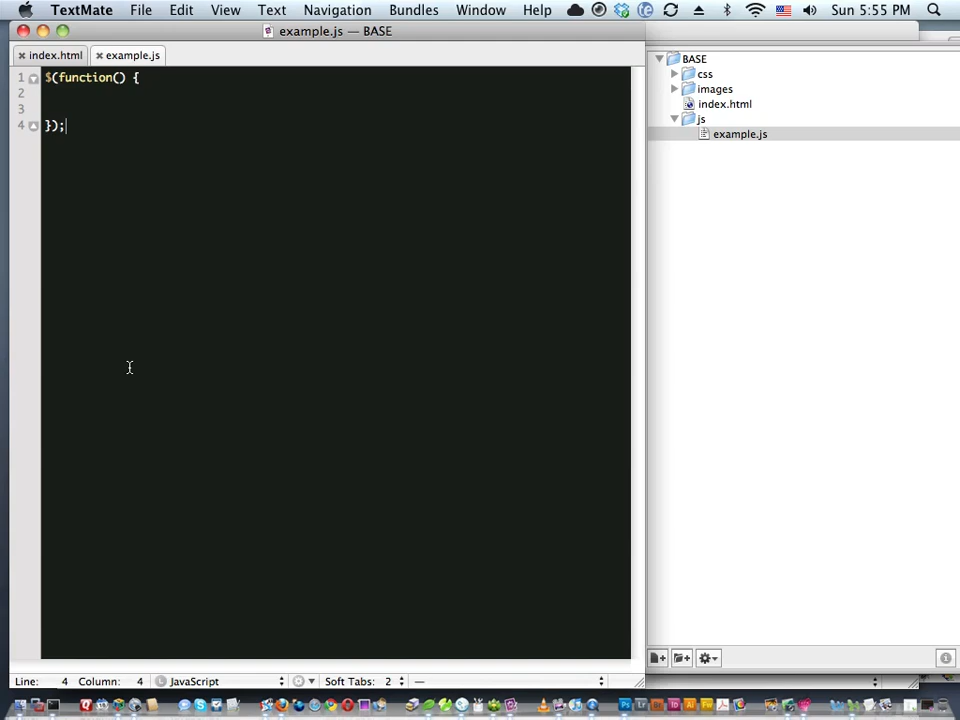 TextMate File Edit View Text Navigation Bundles Window Help Sun 5:55 PM
example.js — BASE
index.html example.js
1 $(function() {
2
3
4 });
BASE
css
images
index.html
js
example.js
Line: 4 Column: 4 JavaScript Soft Tabs: 2 —